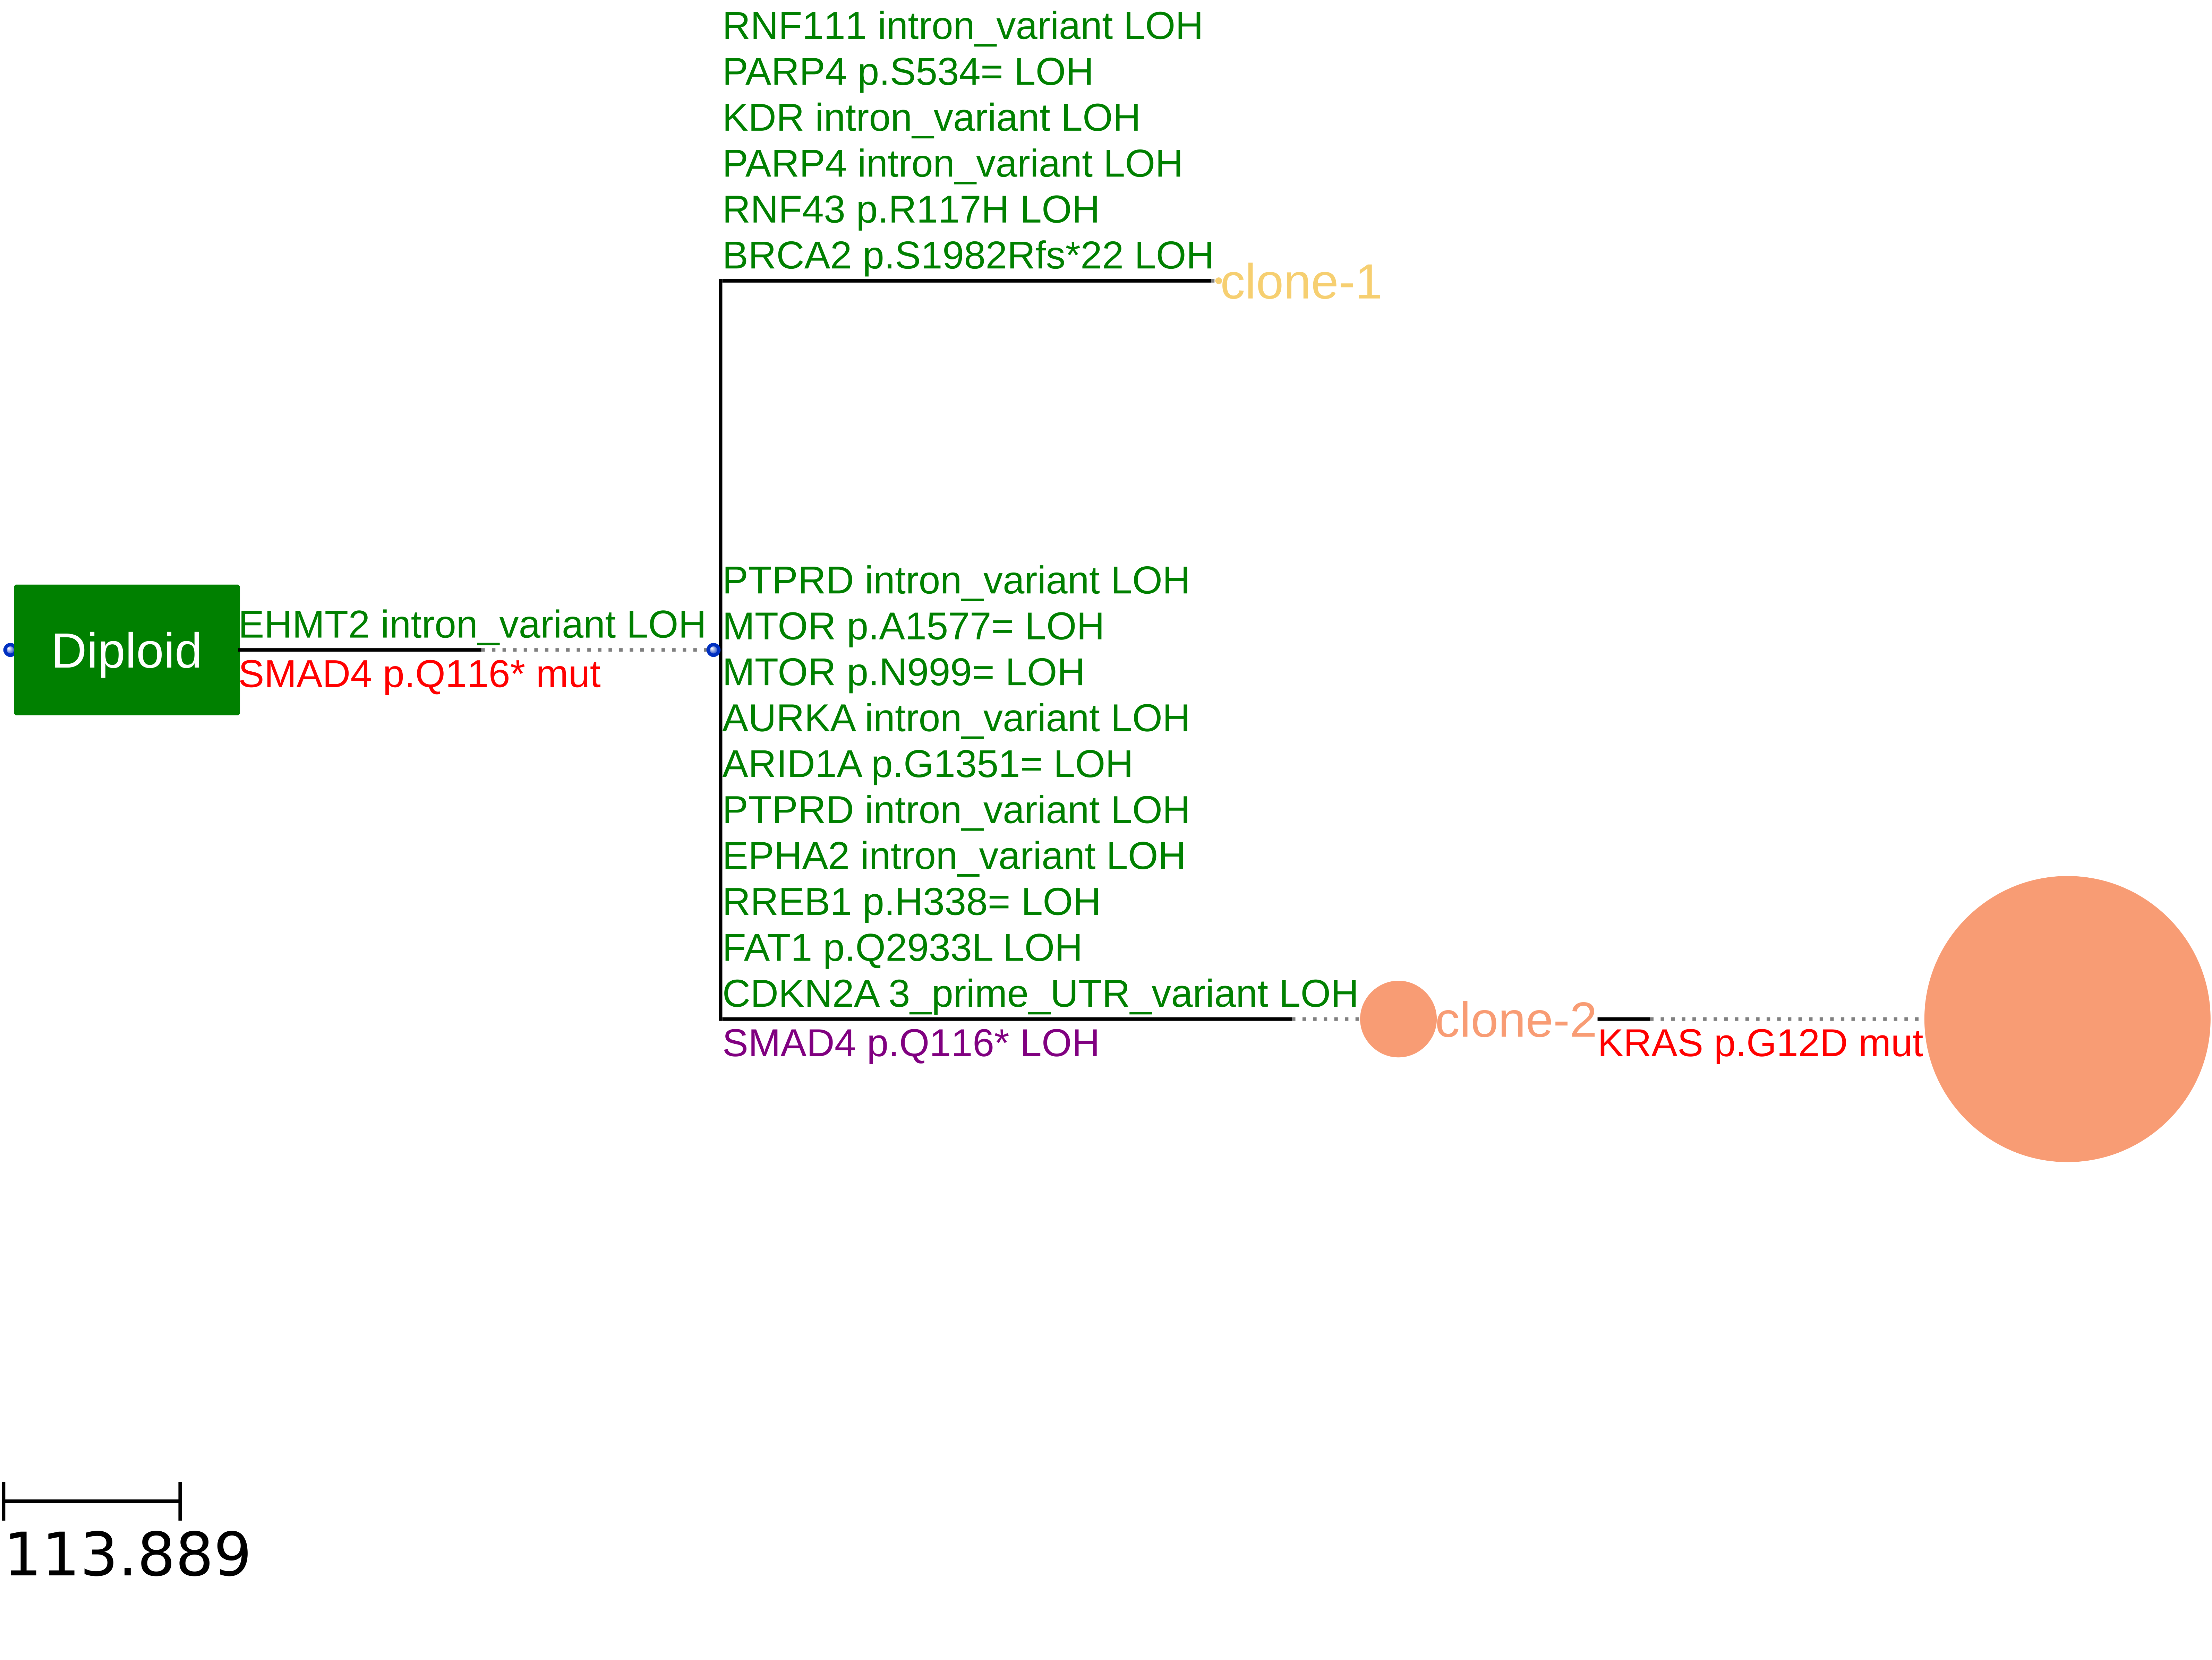 RNF111 intron_variant LOH
PARP4 p.S534= LOH
KDR intron_variant LOH
PARP4 intron_variant LOH
RNF43 p.R117H LOH
BRCA2 p.S1982Rfs*22 LOH
clone-1
Diploid
EHMT2 intron_variant LOH
SMAD4 p.Q116* mut
PTPRD intron_variant LOH
MTOR p.A1577= LOH
MTOR p.N999= LOH
AURKA intron_variant LOH
ARID1A p.G1351= LOH
PTPRD intron_variant LOH
EPHA2 intron_variant LOH
RREB1 p.H338= LOH
FAT1 p.Q2933L LOH
CDKN2A 3_prime_UTR_variant LOH
SMAD4 p.Q116* LOH
clone-2
KRAS p.G12D mut
113.889